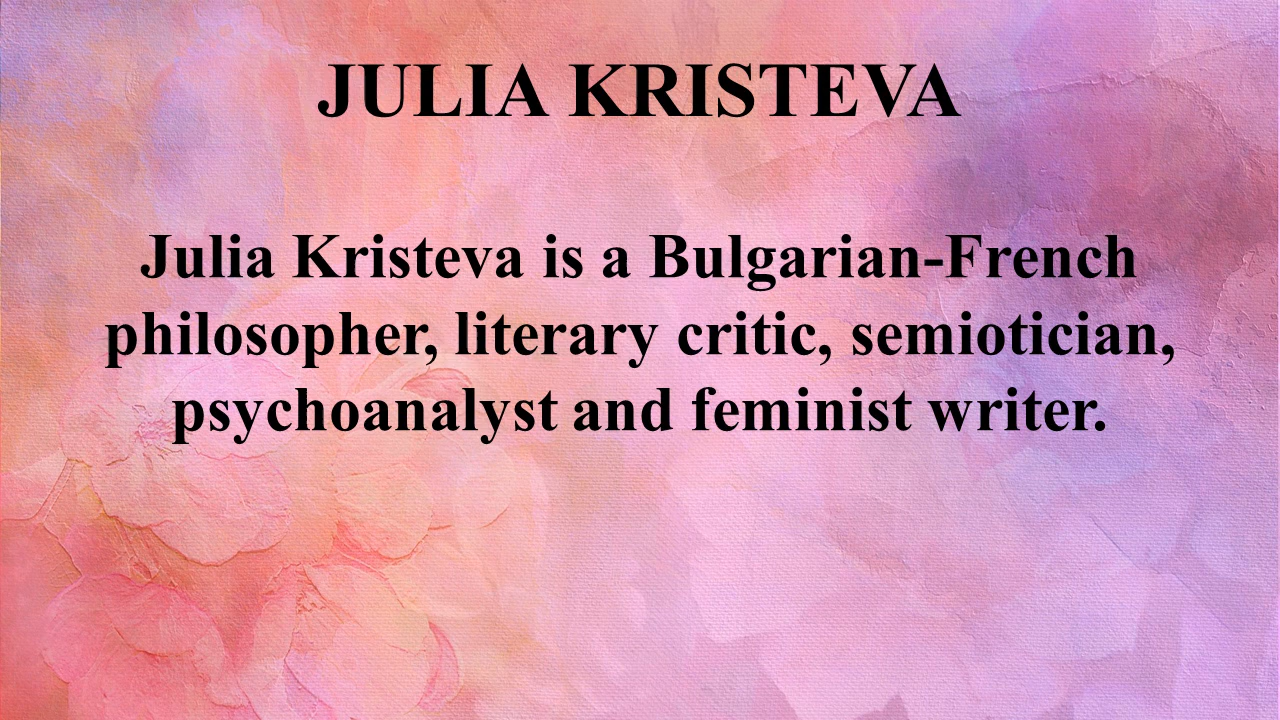 JULIA KRISTEVA
Julia Kristeva is a Bulgarian-French
philosopher, literary critic, semiotician,
psychoanalyst and feminist writer.